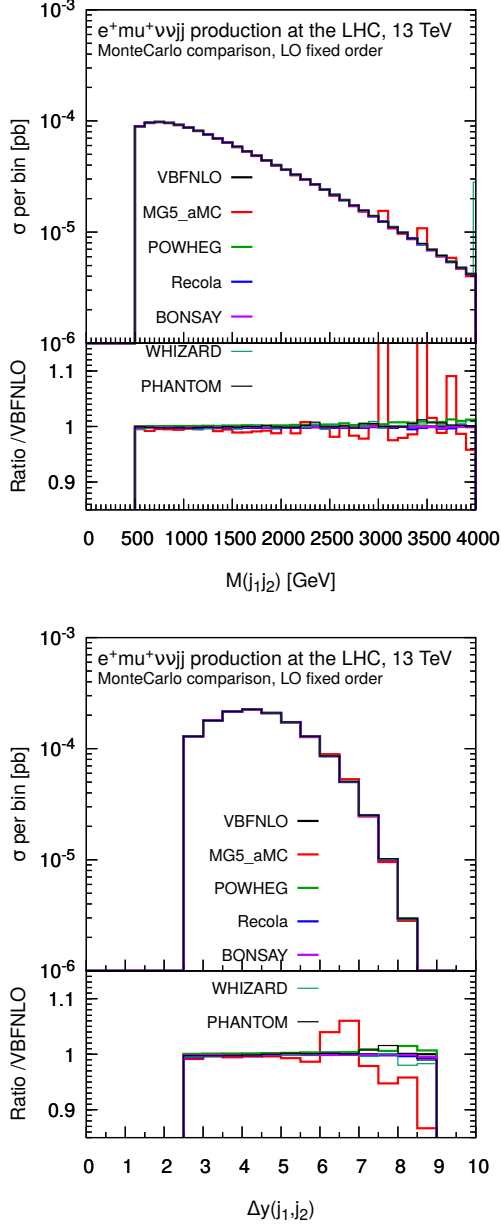 10⁻³
e⁺mu⁺ννjj production at the LHC, 13 TeV
MonteCarlo comparison, LO fixed order
10⁻⁴
σ per bin [pb]
VBFNLO
MG5_aMC
10⁻⁵
POWHEG
Recola
BONSAY
10⁻⁶
WHIZARD
1.1
PHANTOM
Ratio /VBFNLO
1
0.9
0 500 1000 1500 2000 2500 3000 3500 4000
M(j₁j₂) [GeV]
10⁻³
e⁺mu⁺ννjj production at the LHC, 13 TeV
MonteCarlo comparison, LO fixed order
10⁻⁴
σ per bin [pb]
VBFNLO
MG5_aMC
10⁻⁵
POWHEG
Recola
BONSAY
10⁻⁶
WHIZARD
1.1
PHANTOM
Ratio /VBFNLO
1
0.9
0 1 2 3 4 5 6 7 8 9 10
Δy(j₁,j₂)